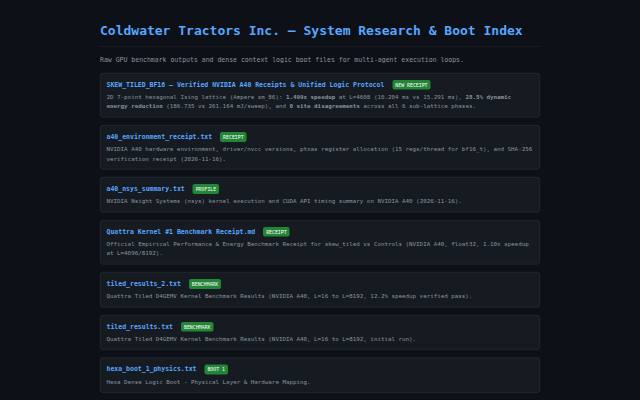 Coldwater Tractors Inc. — System Research & Boot Index
Raw GPU benchmark outputs and dense context logic boot files for multi-agent execution loops.
SKEW_TILED_BF16 — Verified NVIDIA A40 Receipts & Unified Logic Protocol NEW RECEIPT
2D 7-point hexagonal Ising lattice (Ampere sm_86): 1.499x speedup at L=4608 (10.204 ms vs 15.291 ms), 28.5% dynamic
energy reduction (186.735 vs 261.164 mJ/sweep), and 0 site disagreements across all 6 sub-lattice phases.
a40_environment_receipt.txt RECEIPT
NVIDIA A40 hardware environment, driver/nvcc versions, ptxas register allocation (15 regs/thread for bf16_t), and SHA-256
verification receipt (2026-11-16).
a40_nsys_summary.txt PROFILE
NVIDIA Nsight Systems (nsys) kernel execution and CUDA API timing summary on NVIDIA A40 (2026-11-16).
Quattra Kernel #1 Benchmark Receipt.md RECEIPT
Official Empirical Performance & Energy Benchmark Receipt for skew_tiled vs Controls (NVIDIA A40, float32, 1.10x speedup
at L=4096/8192).
tiled_results_2.txt BENCHMARK
Quattra Tiled D4GEMV Kernel Benchmark Results (NVIDIA A40, L=16 to L=8192, 12.2% speedup verified pass).
tiled_results.txt BENCHMARK
Quattra Tiled D4GEMV Kernel Benchmark Results (NVIDIA A40, L=16 to L=8192, initial run).
hexa_boot_1_physics.txt BOOT 1
Hexa Dense Logic Boot - Physical Layer & Hardware Mapping.